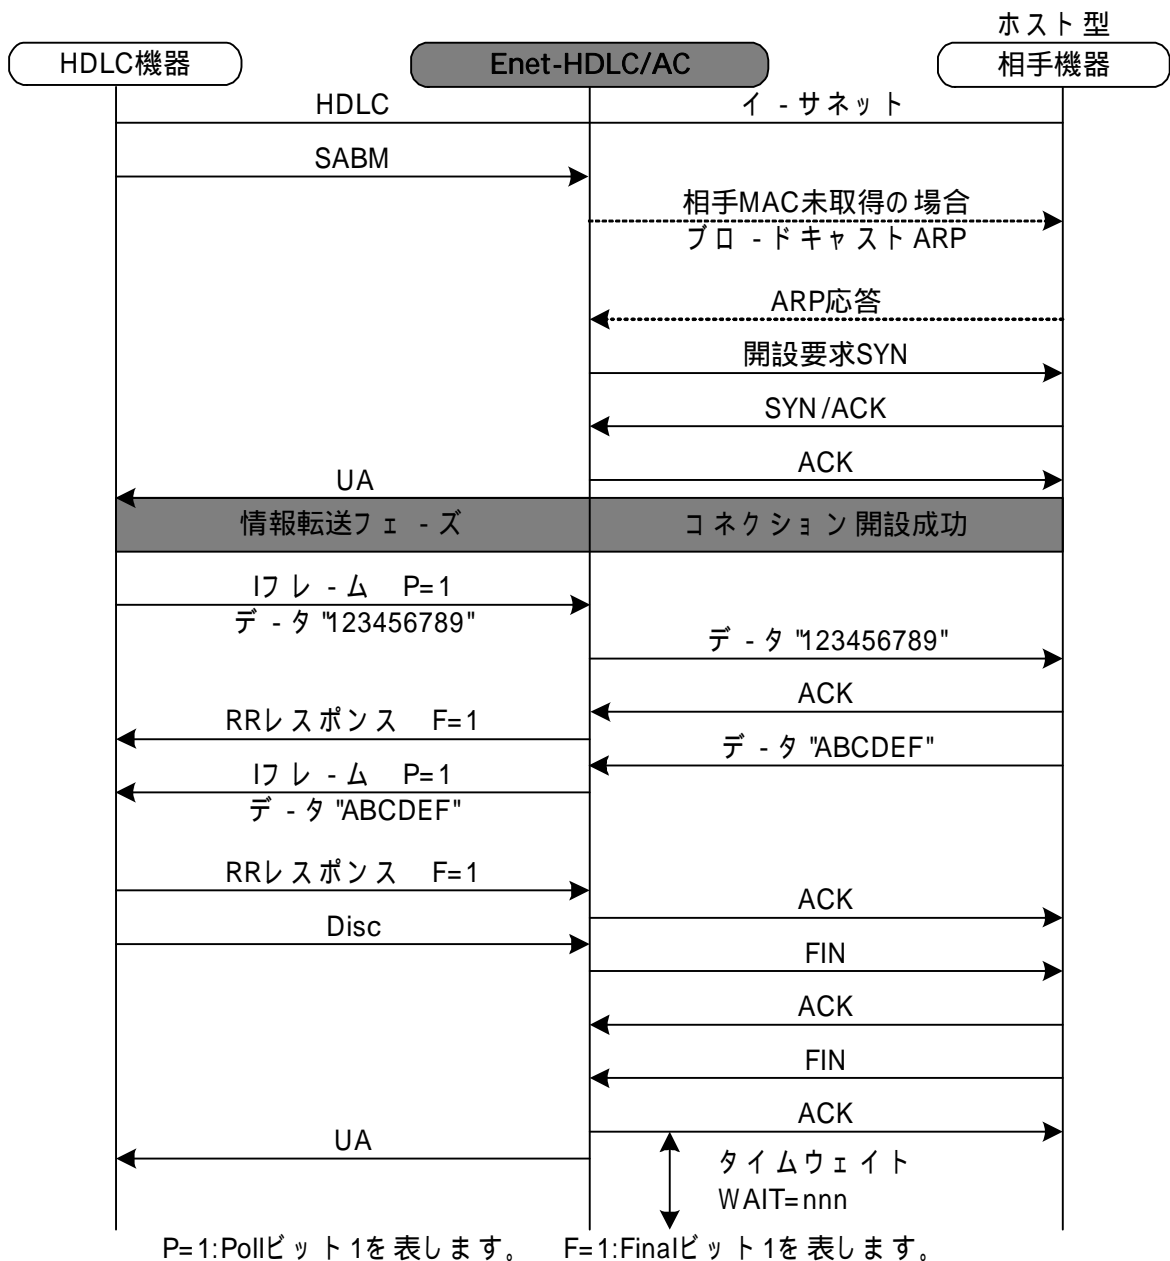 ホスト型
HDLC機器
Enet-HDLC/AC
相手機器
HDLC
イ-サネット
SABM
相手MAC未取得の場合
ブロ-ドキャストARP
ARP応答
開設要求SYN
SYN/ACK
ACK
UA
情報転送フェ-ズ
コネクション開設成功
Iフレ-ム P=1
デ-タ"123456789"
デ-タ"123456789"
ACK
RRレスポンス F=1
デ-タ"ABCDEF"
Iフレ-ム P=1
デ-タ"ABCDEF"
RRレスポンス F=1
ACK
Disc
FIN
ACK
FIN
ACK
UA
タイムウェイト
WAIT=nnn
P=1:Pollビット1を表します。 F=1:Finalビット1を表します。